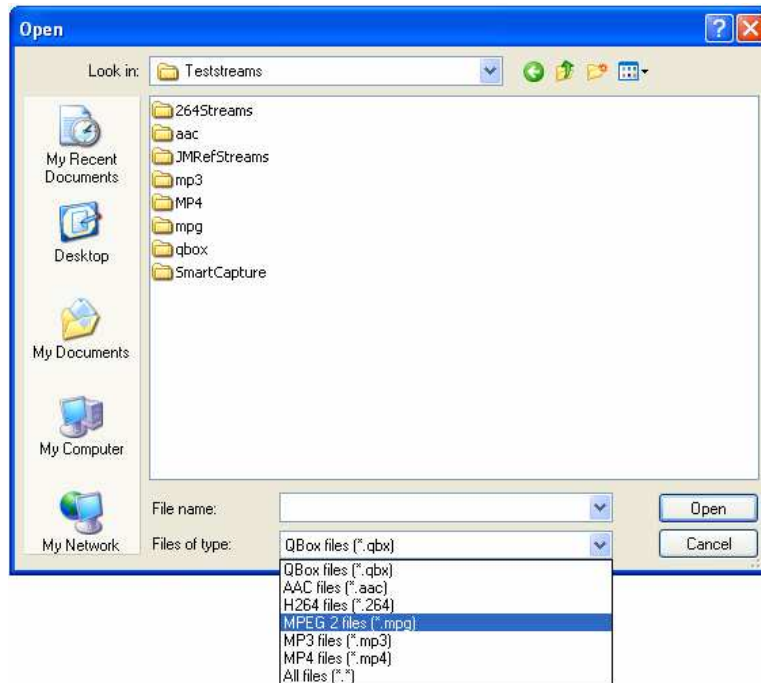 Open
Look in:
Teststreams
My Recent
Documents
Desktop
My Documents
My Computer
My Network
264Streams
aac
JMRefStreams
mp3
MP4
mpg
qbox
SmartCapture
File name:
Open
Files of type:
QBox files (*.qbx)
Cancel
QBox files (*.qbx)
AAC files (*.aac)
H264 files (*.264)
MPEG 2 files (*.mpg)
MP3 files (*.mp3)
MP4 files (*.mp4)
All files (*.*)